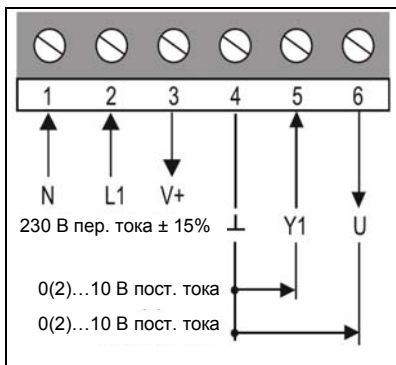 1 2 3 4 5 6
N L1 V+
230 В пер. тока ± 15% ⊥ Y1 U
0(2)...10 В пост. тока
0(2)...10 В пост. тока